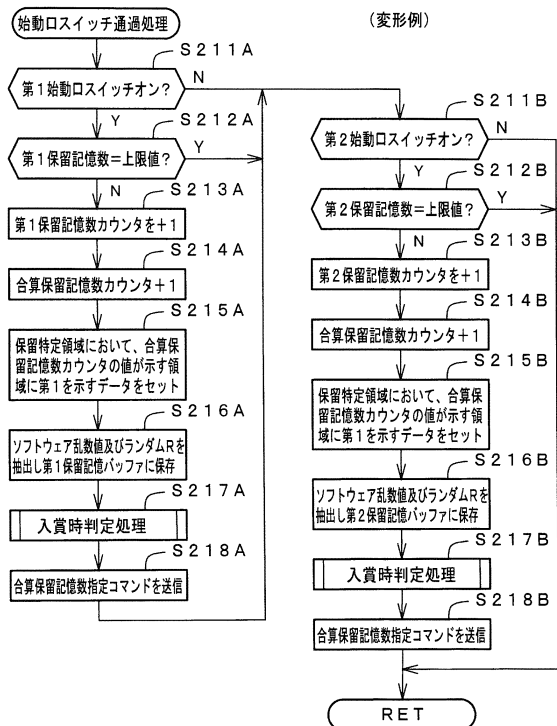 始動口スイッチ通過処理
(変形例)
S211A
第1始動口スイッチオン?
N
Y
S212A
第1保留記憶数=上限値?
Y
N
S213A
第1保留記憶数カウンタを+1
S214A
合算保留記憶数カウンタ+1
S215A
保留特定領域において、合算保
留記憶数カウンタの値が示す領
域に第1を示すデータをセット
S216A
ソフトウェア乱数値及びランダムRを
抽出し第1保留記憶バッファに保存
S217A
入賞時判定処理
S218A
合算保留記憶数指定コマンドを送信
S211B
第2始動口スイッチオン?
N
Y
S212B
第2保留記憶数=上限値?
Y
N
S213B
第2保留記憶数カウンタを+1
S214B
合算保留記憶数カウンタ+1
S215B
保留特定領域において、合算保
留記憶数カウンタの値が示す領
域に第1を示すデータをセット
S216B
ソフトウェア乱数値及びランダムRを
抽出し第2保留記憶バッファに保存
S217B
入賞時判定処理
S218B
合算保留記憶数指定コマンドを送信
RET